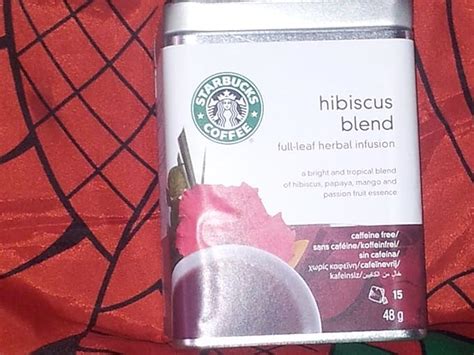 STARBUCKS
COFFEE
hibiscus
blend
full-leaf herbal infusion
a bright and tropical blend
of hibiscus, papaya, mango and
passion fruit essence
caffeine free/
sans caféine/koffeinfrei/
sin cafeína/
χωρίς καφεΐνη/cafeïnevrij/
kafeinsiz/خالٍ من الكافيين
15
48 g